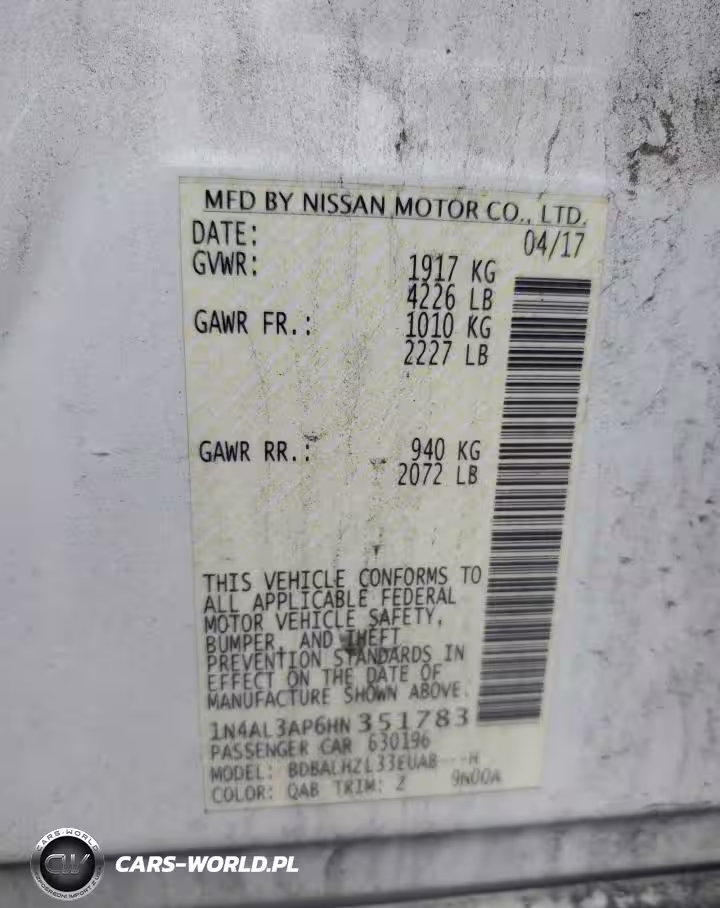 MFD BY NISSAN MOTOR CO., LTD.
DATE: 04/17
GVWR: 1917 KG
4226 LB
GAWR FR.: 1010 KG
2227 LB
GAWR RR.: 940 KG
2072 LB
THIS VEHICLE CONFORMS TO
ALL APPLICABLE FEDERAL
MOTOR VEHICLE SAFETY,
BUMPER, AND THEFT
PREVENTION STANDARDS IN
EFFECT ON THE DATE OF
MANUFACTURE SHOWN ABOVE.
1N4AL3AP6HN351783
PASSENGER CAR 630196
MODEL: BDBALHZL33EUAB---H
COLOR: QAB TRIM: Z 9N00A
CARS-WORLD
CW
CARS-WORLD.PL